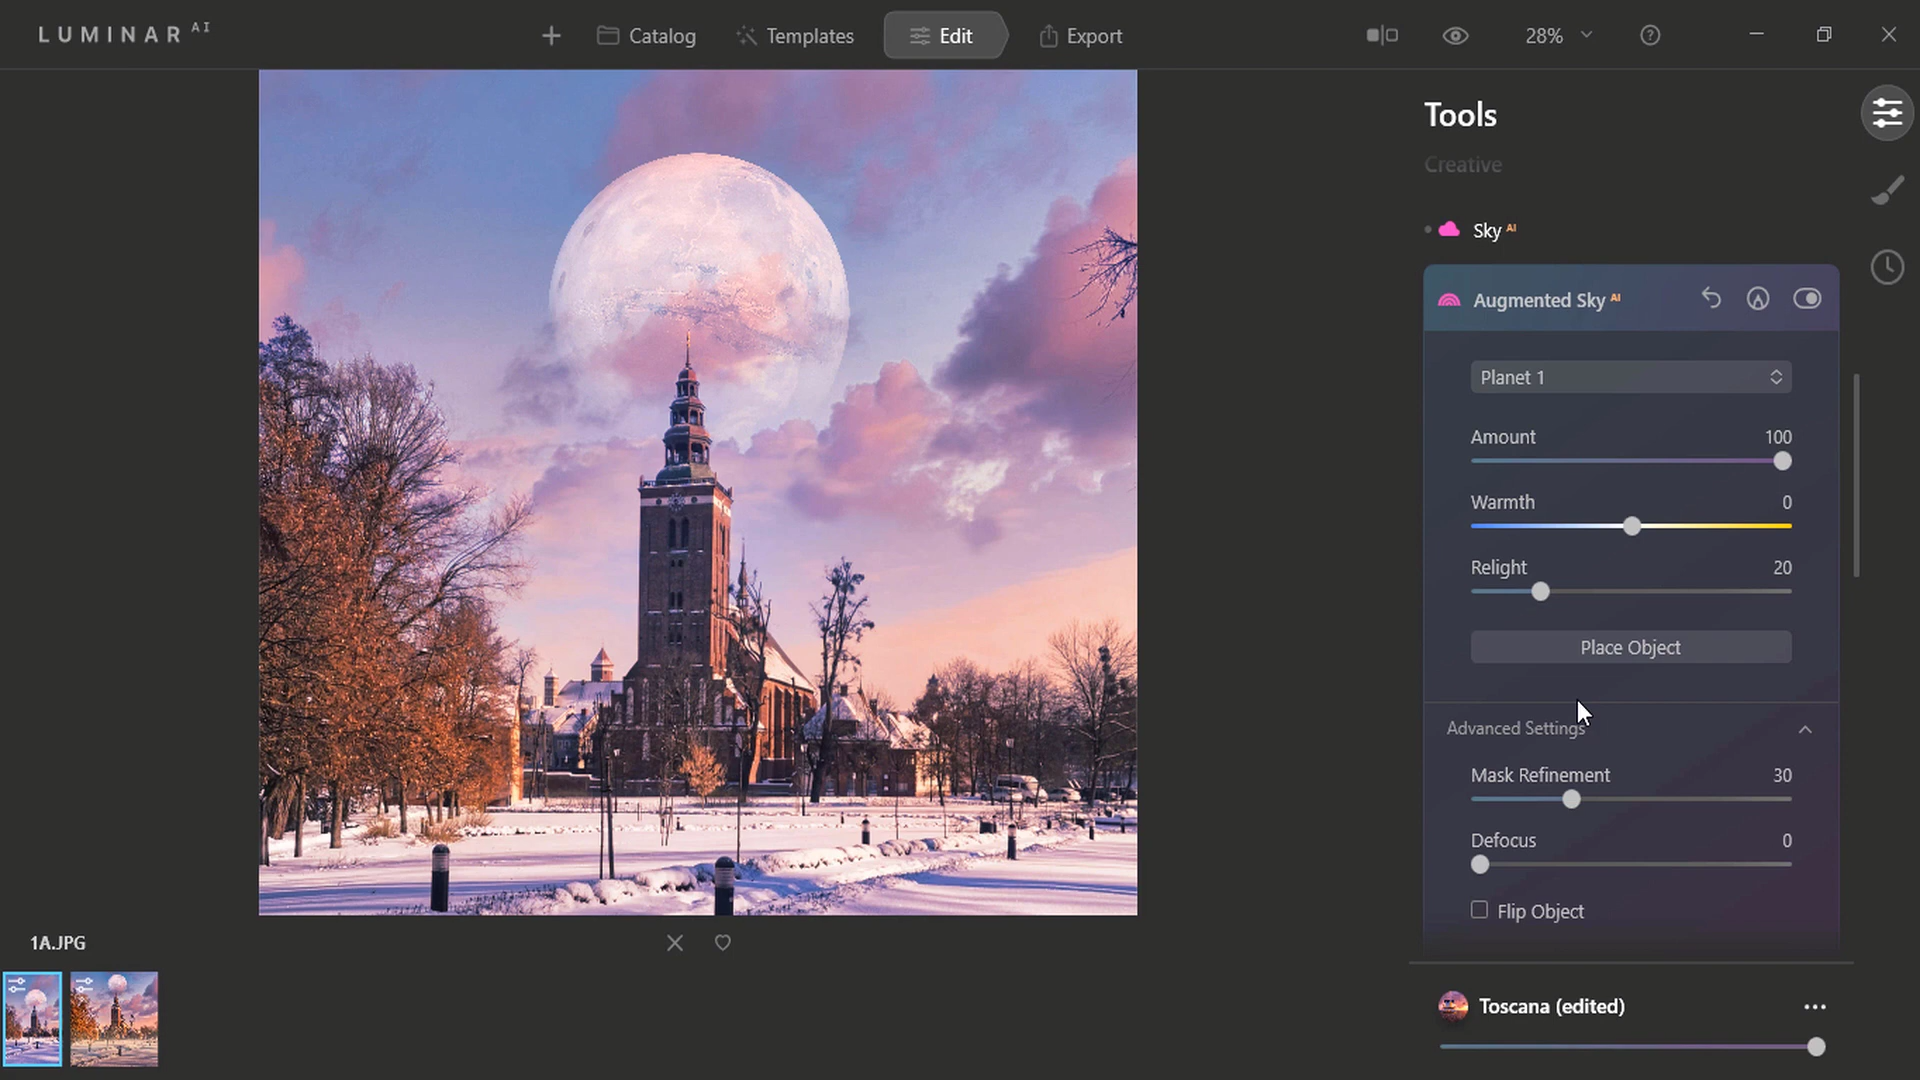 LUMINAR AI
Catalog
Templates
Edit
Export
28%
Tools
Creative
Sky AI
Augmented Sky AI
Planet 1
Amount 100
Warmth 0
Relight 20
Place Object
Advanced Settings
Mask Refinement 30
Defocus 0
Flip Object
1A.JPG
Toscana (edited)